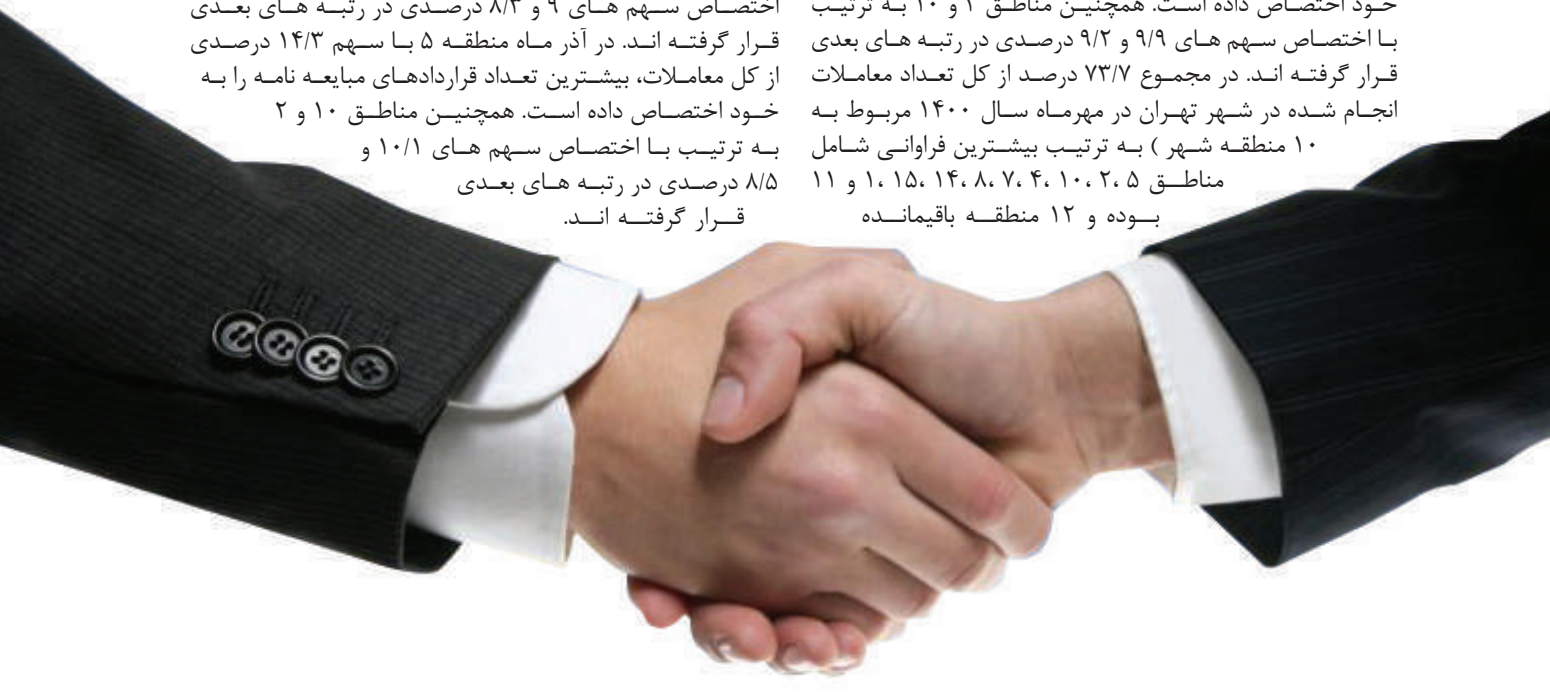 خود اختصاص داده است. همچنین مناطق ۲ و ۱۰ به ترتیب
با اختصاص سهم های ۹/۹ و ۹/۲ درصدی در رتبه های بعدی
قرار گرفته اند. در مجموع ۷۳/۷ درصد از کل تعداد معاملات
انجام شده در شهر تهران در مهرماه سال ۱۴۰۰ مربوط به
۱۰ منطقه شهر ) به ترتیب بیشترین فراوانی شامل
مناطق ۵ ،۲ ،۱۰ ،۴ ،۷ ،۸ ،۱۴ ،۱۵ ،۱ و ۱۱
بوده و ۱۲ منطقه باقیمانده
اختصاص سهم های ۹ و ۸/۳ درصدی در رتبه های بعدی
قرار گرفته اند. در آذر ماه منطقه ۵ با سهم ۱۴/۳ درصدی
از کل معاملات، بیشترین تعداد قراردادهای مبایعه نامه را به
خود اختصاص داده است. همچنین مناطق ۱۰ و ۲
به ترتیب با اختصاص سهم های ۱۰/۱ و
۸/۵ درصدی در رتبه های بعدی
قرار گرفته اند.